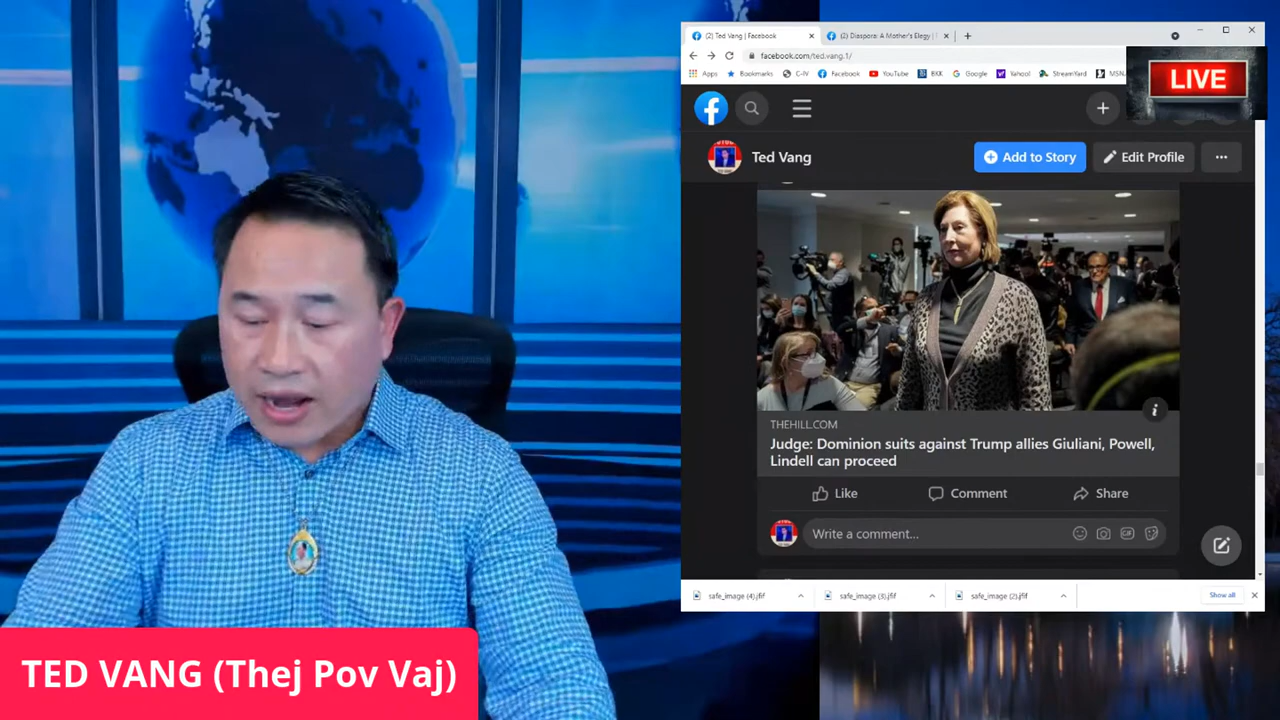 (2) Ted Vang | Facebook
(2) Diaspora: A Mother's Elegy |
facebook.com/ted.vang.1/
Apps
Bookmarks
C-IV
Facebook
YouTube
BKK
Google
Yahoo!
StreamYard
MSN
LIVE
Ted Vang
Add to Story
Edit Profile
THEHILL.COM
Judge: Dominion suits against Trump allies Giuliani, Powell,
Lindell can proceed
Like
Comment
Share
Write a comment...
GIF
safe_image (4).jfif
safe_image (3).jfif
safe_image (2).jfif
Show all
TED VANG (Thej Pov Vaj)